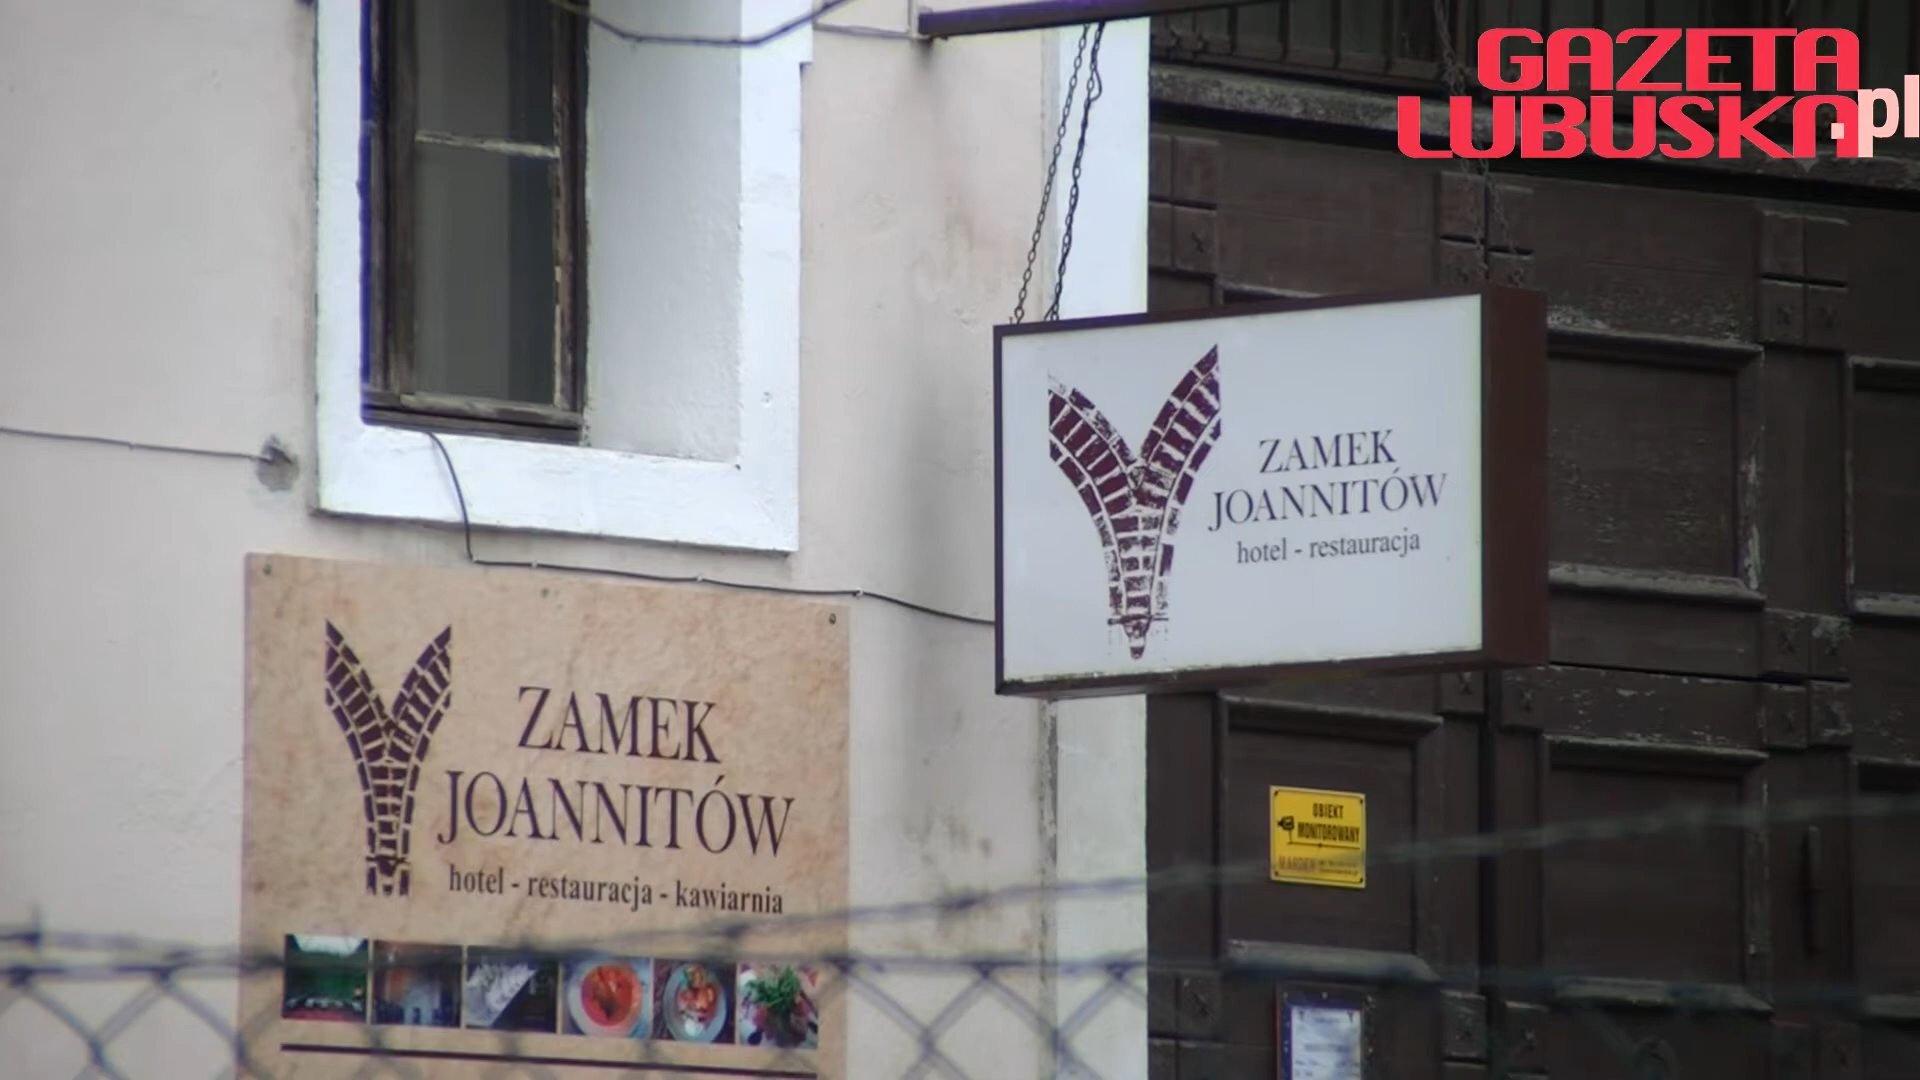 GAZETA
LUBUSKA.pl
ZAMEK
JOANNITÓW
hotel - restauracja
ZAMEK
JOANNITÓW
hotel - restauracja - kawiarnia
OBIEKT
MONITOROWANY